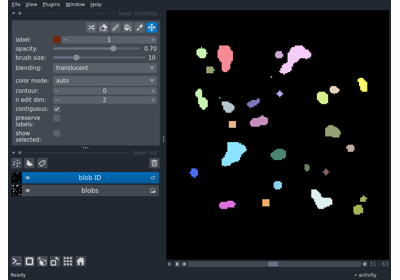 File View Plugins Window Help
layer controls
label: 1
opacity: 0.70
brush size: 10
blending: translucent
color mode: auto
contour: 0
n edit dim: 2
contiguous:
preserve
labels:
show
selected:
layer list
blob ID
blobs
0 31 63
Ready
activity